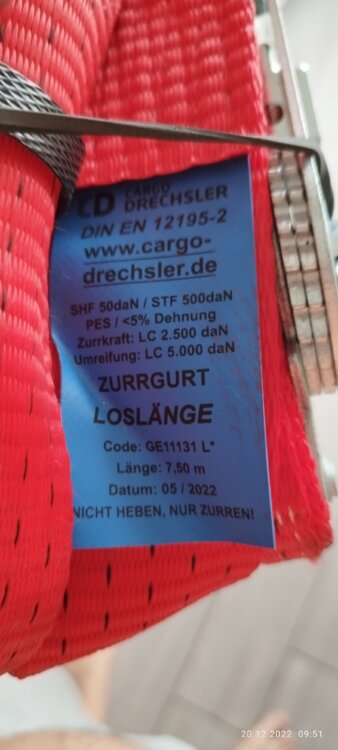 CD CARGO
DRECHSLER
DIN EN 12195-2
www.cargo-
drechsler.de
SHF 50daN / STF 500daN
PES / <5% Dehnung
Zurrkraft: LC 2.500 daN
Umreifung: LC 5.000 daN
ZURRGURT
LOSLÄNGE
Code: GE11131 L*
Länge: 7,50 m
Datum: 05 / 2022
NICHT HEBEN, NUR ZURREN!
20.12.2022 09:51